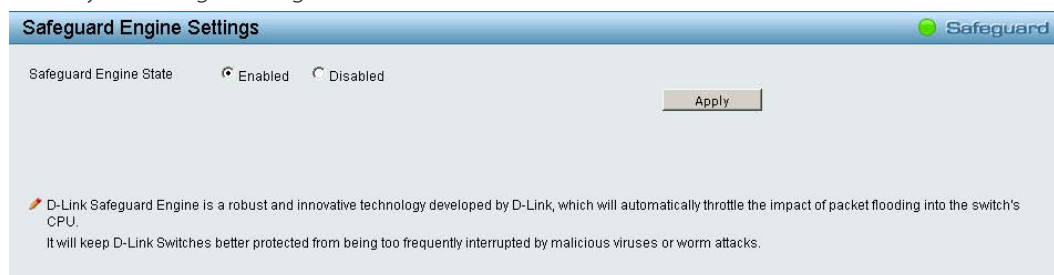 Safeguard Engine Settings
Safeguard
Safeguard Engine State Enabled Disabled
Apply
D-Link Safeguard Engine is a robust and innovative technology developed by D-Link, which will automatically throttle the impact of packet flooding into the switch's
CPU.
It will keep D-Link Switches better protected from being too frequently interrupted by malicious viruses or worm attacks.